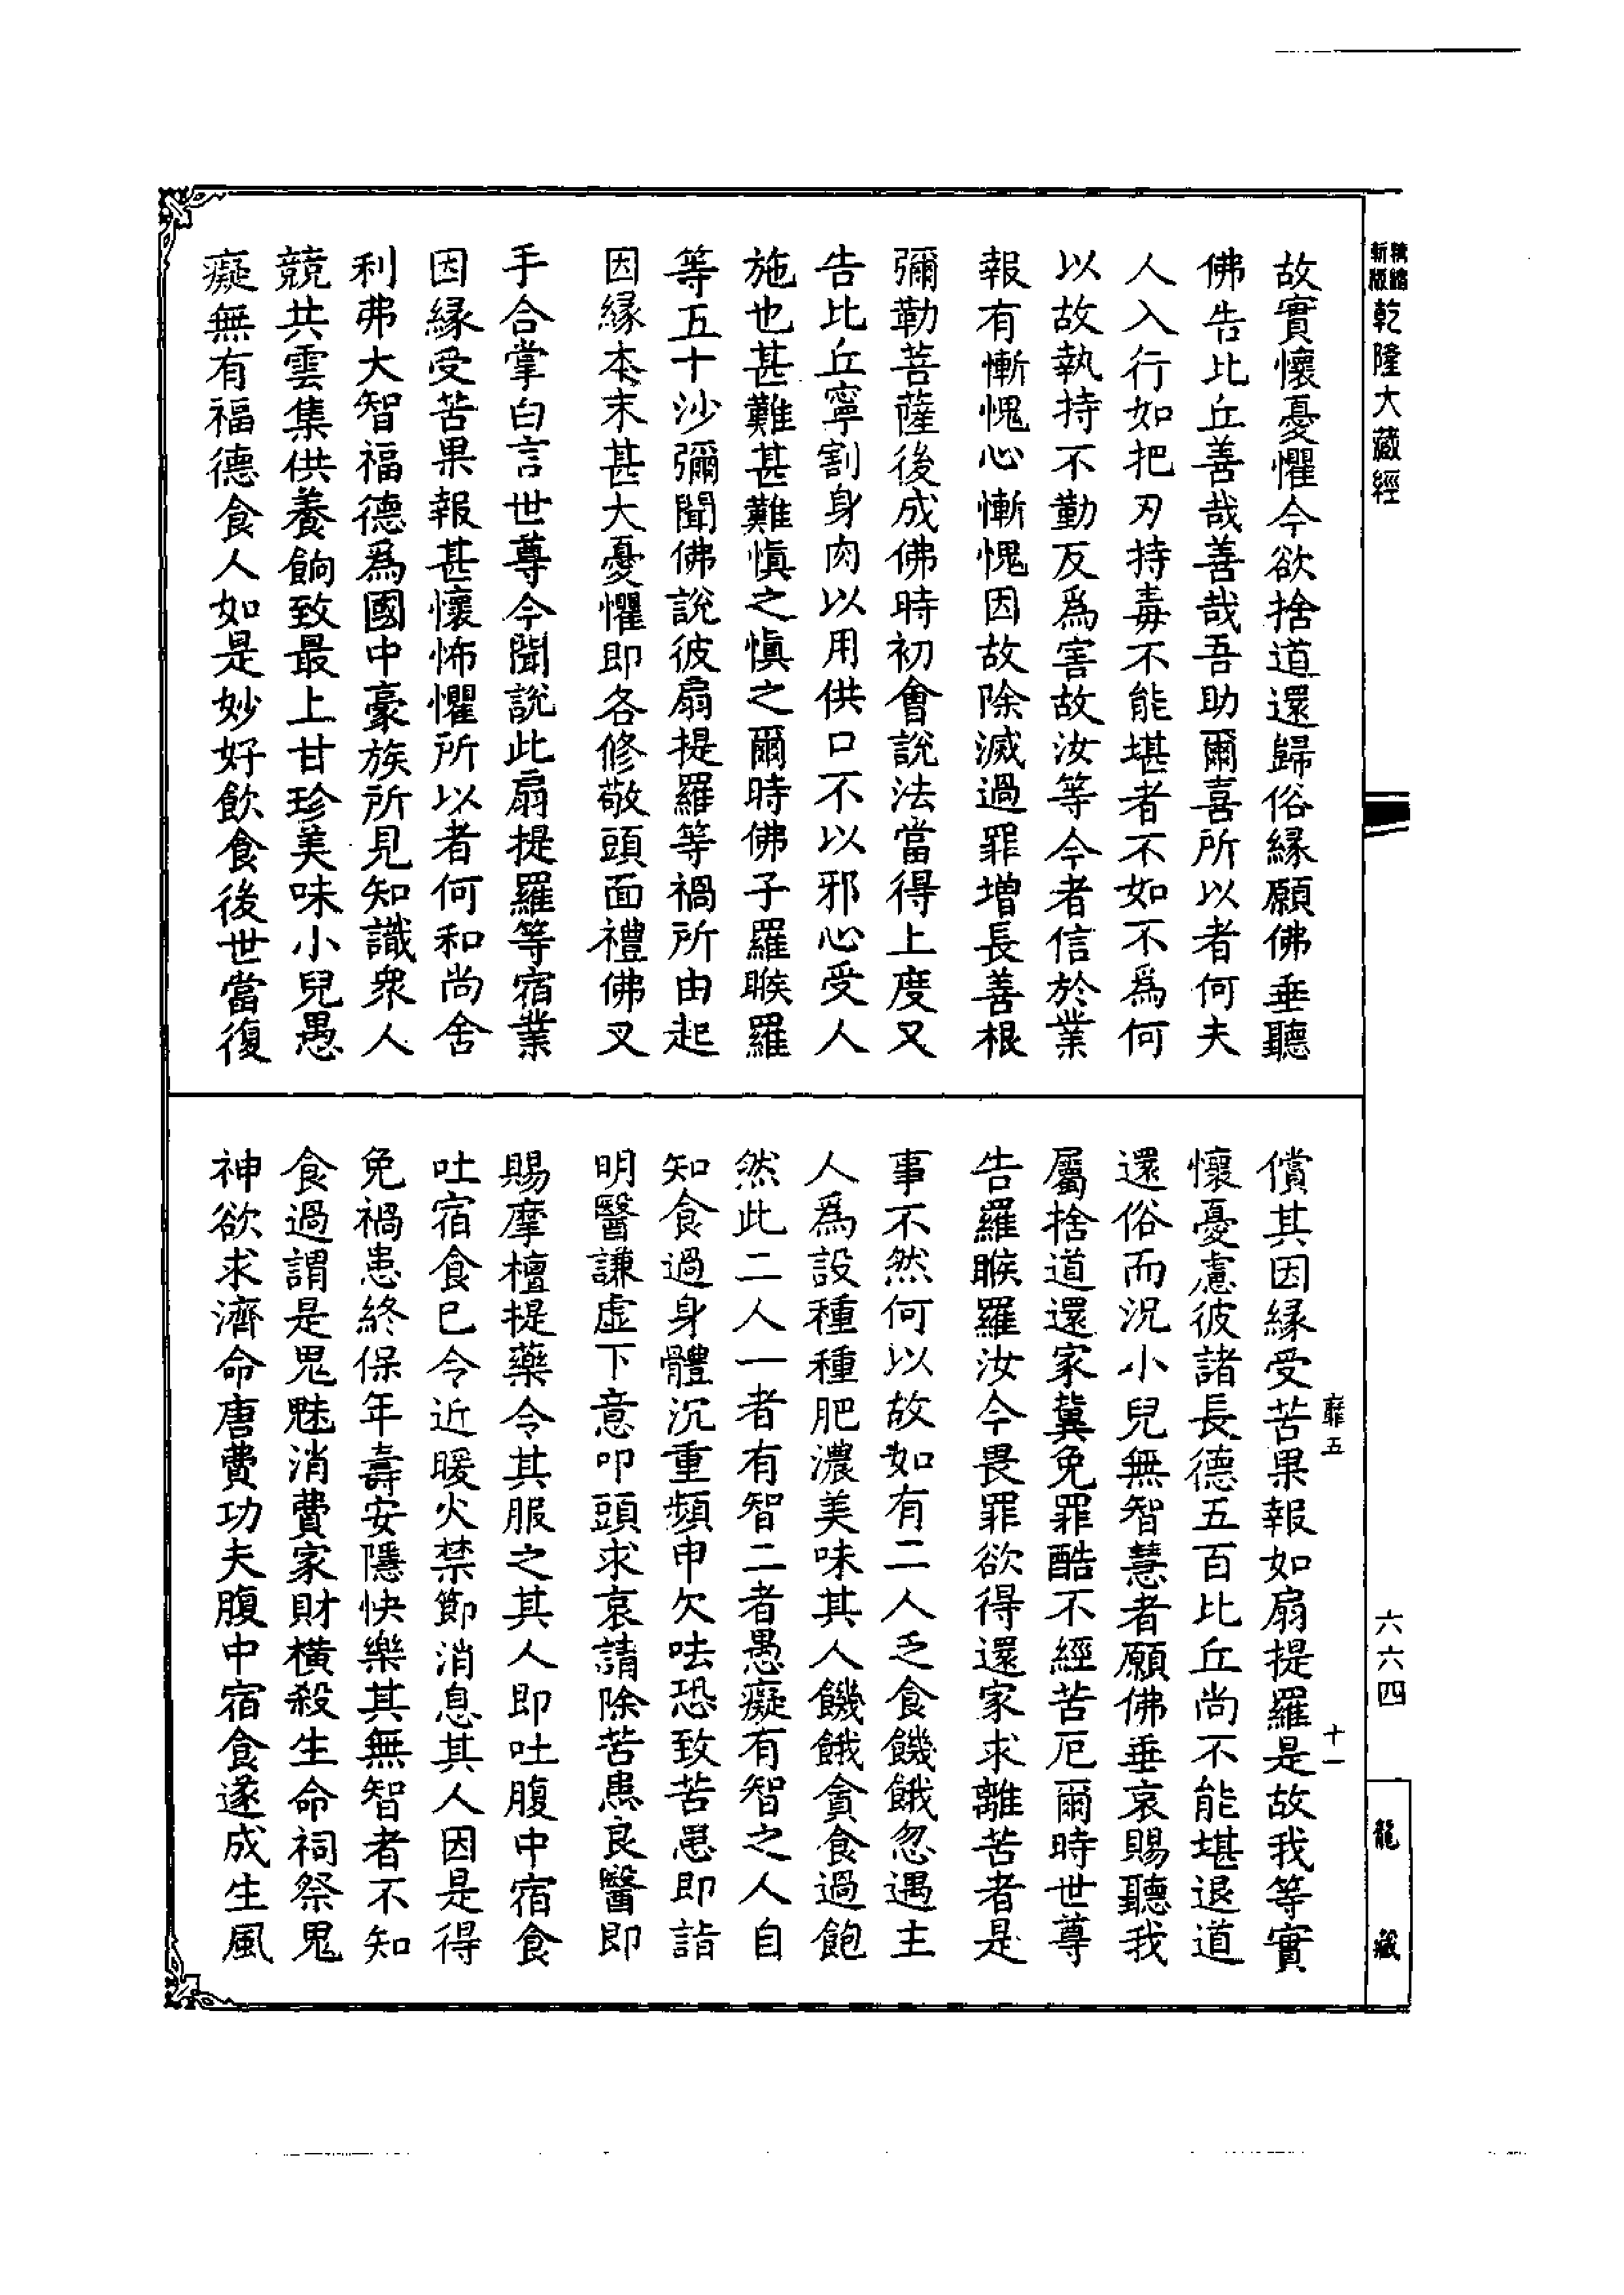 精縮新版乾隆大藏經
故實懷憂懼今欲捨道還歸俗緣願佛垂聽
佛告比丘善哉善哉吾助爾喜所以者何夫
人入行如把刃持毒不能堪者不如不爲何
以故執持不勤反爲害故汝等今者信於業
報有慚愧心慚愧因故除滅過罪增長善根
彌勒菩薩後成佛時初會說法當得上度又
告比丘寧割身肉以用供口不以邪心受人
施也甚難甚難慎之慎之爾時佛子羅睺羅
等五十沙彌聞佛說彼扇提羅等禍所由起
因緣本末甚大憂懼即各修敬頭面禮佛叉
手合掌白言世尊今聞說此扇提羅等宿業
因緣受苦果報甚懷怖懼所以者何和尚舍
利弗大智福德爲國中豪族所見知識衆人
競共雲集供養餉致最上甘珍美味小兒愚
癡無有福德食人如是妙好飲食後世當復
償其因緣受苦果報如扇提羅是故我等實
懷憂慮彼諸長德五百比丘尚不能堪退道
還俗而況小兒無智慧者願佛垂哀賜聽我
屬捨道還家冀免罪酷不經苦厄爾時世尊
告羅睺羅汝今畏罪欲得還家求離苦者是
事不然何以故如有二人乏食饑餓忽遇主
人爲設種種肥濃美味其人饑餓貪食過飽
然此二人一者有智二者愚癡有智之人自
知食過身體沉重頻申欠呿恐致苦患即詣
明醫謙虛下意叩頭求哀請除苦患良醫即
賜摩檀提藥令其服之其人即吐腹中宿食
吐宿食已令近暖火禁節消息其人因是得
免禍患終保年壽安隱快樂其無智者不知
食過謂是鬼魅消費家財橫殺生命祠祭鬼
神欲求濟命唐費功夫腹中宿食遂成生風
靡五
十一
六六四
龍藏